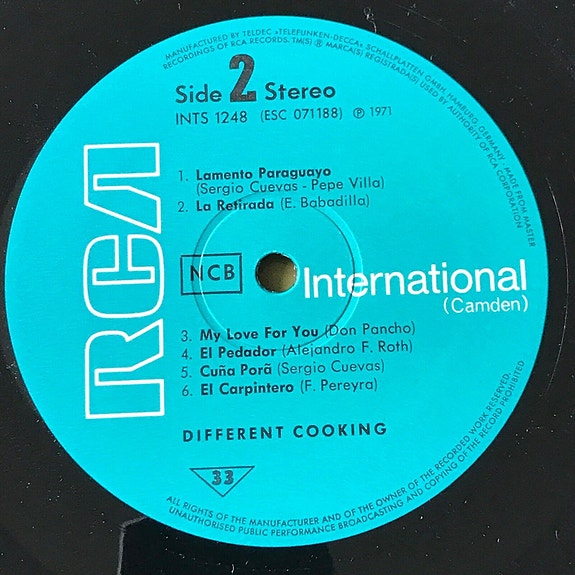 MANUFACTURED BY TELDEC »TELEFUNKEN-DECCA« SCHALLPLATTEN GMBH, HAMBURG, GERMANY · MADE FROM MASTER
RECORDINGS OF RCA RECORDS. TM(S) ® MARCA(S) REGISTRADA(S) USED BY AUTHORITY OF RCA CORPORATION
Side 2 Stereo
INTS 1248 (ESC 071188) ℗ 1971
RCA
1. Lamento Paraguayo
(Sergio Cuevas - Pepe Villa)
2. La Retirada (E. Babadilla)
NCB
International
(Camden)
3. My Love For You (Don Pancho)
4. El Pedador (Alejandro F. Roth)
5. Cuña Porã (Sergio Cuevas)
6. El Carpintero (F. Pereyra)
DIFFERENT COOKING
33
ALL RIGHTS OF THE MANUFACTURER AND OF THE OWNER OF THE RECORDED WORK RESERVED.
UNAUTHORISED PUBLIC PERFORMANCE BROADCASTING AND COPYING OF THE RECORD PROHIBITED